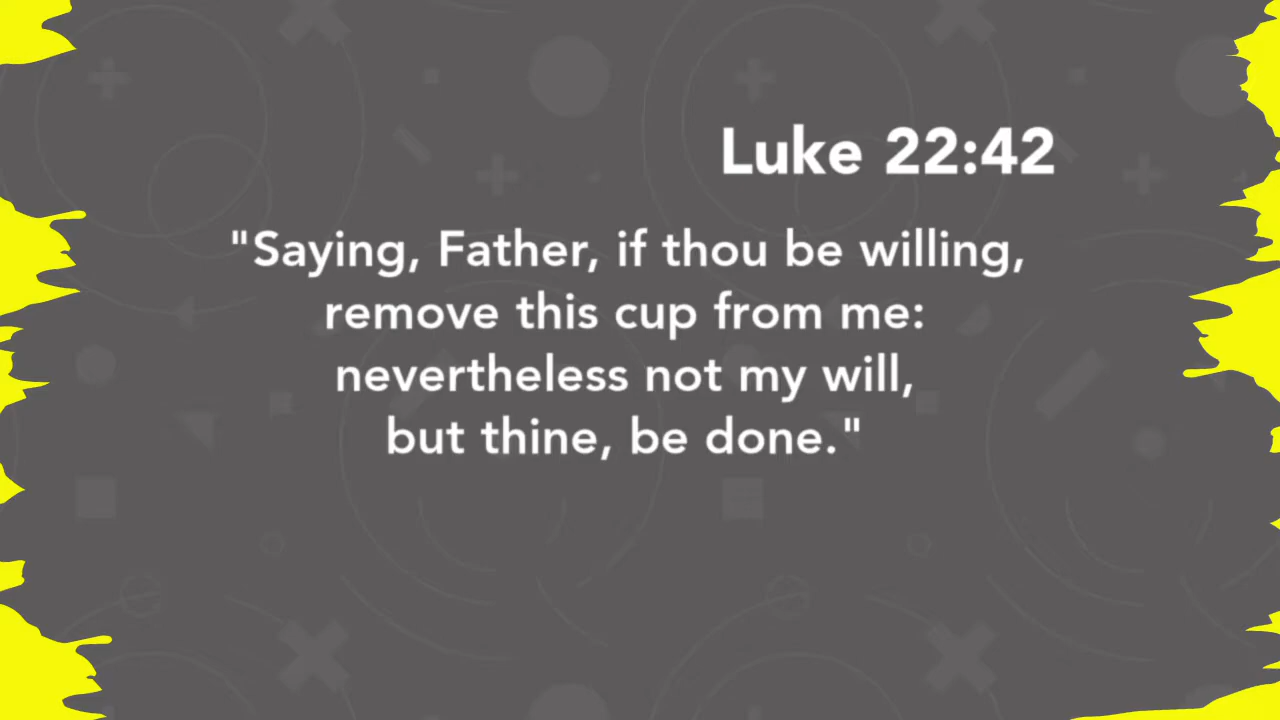 Luke 22:42
"Saying, Father, if thou be willing,
remove this cup from me:
nevertheless not my will,
but thine, be done."